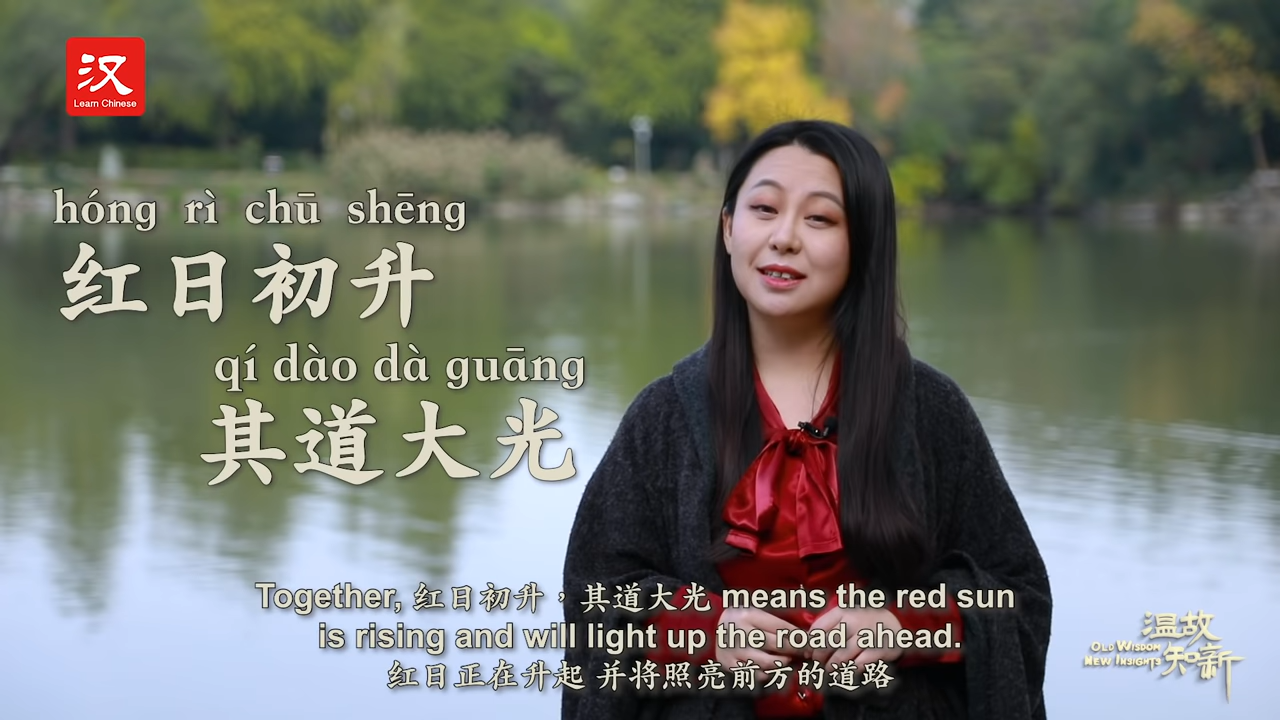 汉
Learn Chinese
hóng rì chū shēng
红日初升
qí dào dà guāng
其道大光
Together, 红日初升，其道大光 means the red sun
is rising and will light up the road ahead.
红日正在升起 并将照亮前方的道路
温故
知新
OLD WISDOM
NEW INSIGHTS